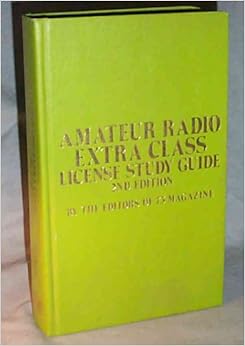 AMATEUR RADIO
EXTRA CLASS
LICENSE STUDY GUIDE
2ND EDITION
BY THE EDITORS OF 73 MAGAZINE